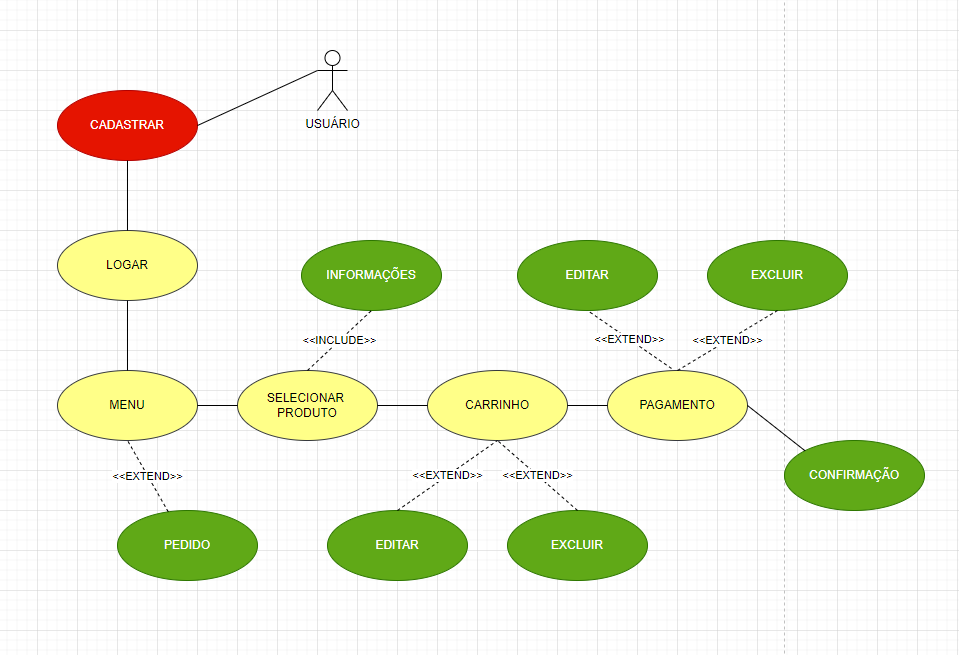 USUÁRIO
CADASTRAR
LOGAR
INFORMAÇÕES
EDITAR
EXCLUIR
<<INCLUDE>>
<<EXTEND>>
<<EXTEND>>
MENU
SELECIONAR
PRODUTO
CARRINHO
PAGAMENTO
<<EXTEND>>
<<EXTEND>>
<<EXTEND>>
CONFIRMAÇÃO
PEDIDO
EDITAR
EXCLUIR